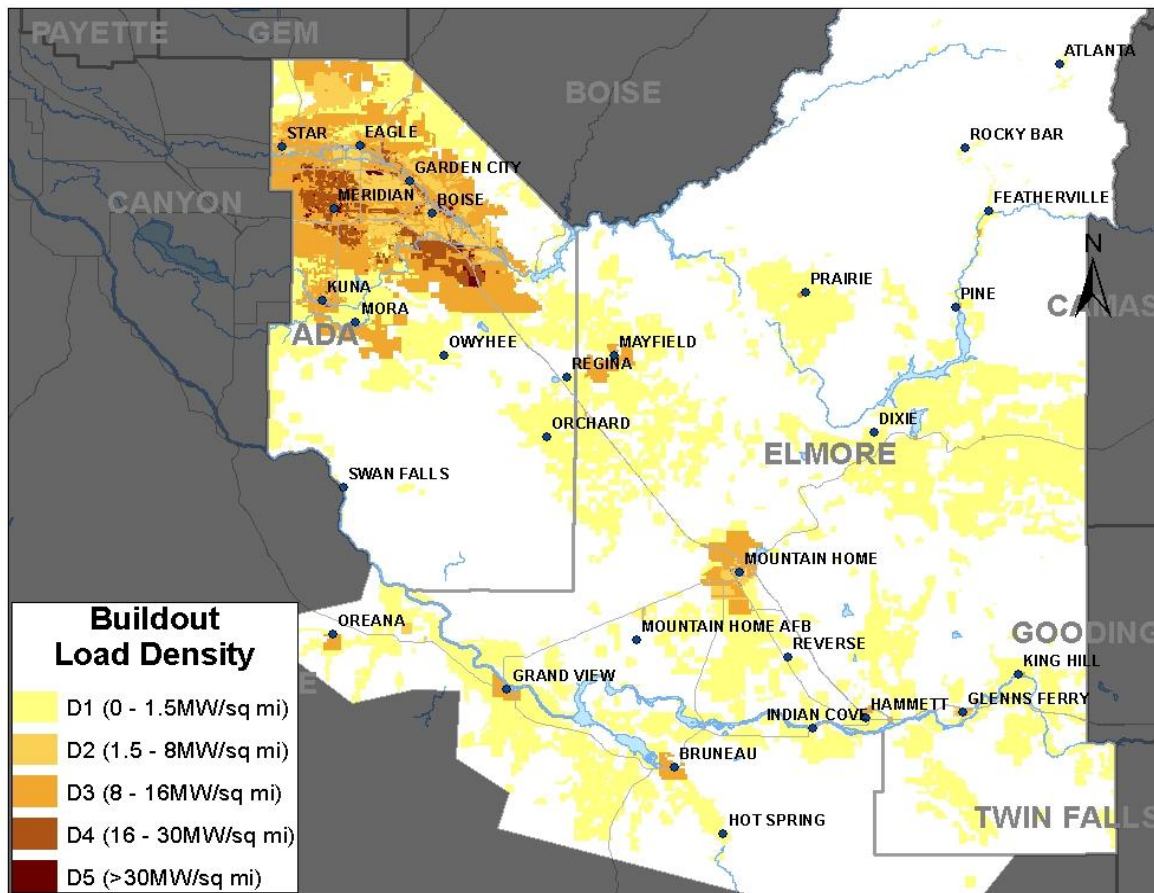 PAYETTE
GEM
ATLANTA
BOISE
STAR
EAGLE
ROCKY BAR
GARDEN CITY
CANYON
MERIDIAN
BOISE
FEATHERVILLE
N
KUNA
PRAIRIE
PINE
CAMAS
MORA
ADA
OWYHEE
MAYFIELD
REGINA
ORCHARD
DIXIE
ELMORE
SWAN FALLS
MOUNTAIN HOME
Buildout
Load Density
OREANA
MOUNTAIN HOME AFB
REVERSE
GOODING
KING HILL
GRAND VIEW
D1 (0 - 1.5MW/sq mi)
HAMMETT
GLENNS FERRY
INDIAN COVE
D2 (1.5 - 8MW/sq mi)
BRUNEAU
D3 (8 - 16MW/sq mi)
TWIN FALLS
HOT SPRING
D4 (16 - 30MW/sq mi)
D5 (>30MW/sq mi)